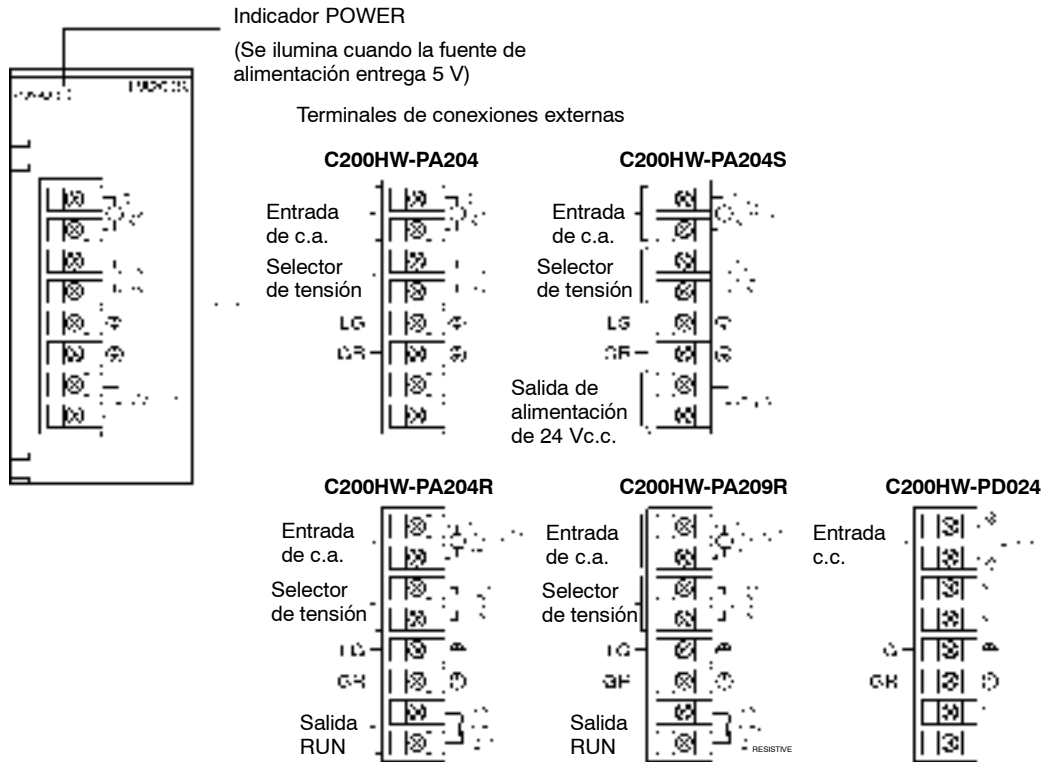 Indicador POWER
(Se ilumina cuando la fuente de
alimentación entrega 5 V)
Terminales de conexiones externas
C200HW-PA204
Entrada
de c.a.
Selector
de tensión
LG
GR
C200HW-PA204S
Entrada
de c.a.
Selector
de tensión
LG
GR
Salida de
alimentación
de 24 Vc.c.
C200HW-PA204R
Entrada
de c.a.
Selector
de tensión
LG
GR
Salida
RUN
C200HW-PA209R
Entrada
de c.a.
Selector
de tensión
LG
GR
Salida
RUN
RESISTIVE
C200HW-PD024
Entrada
c.c.
GR